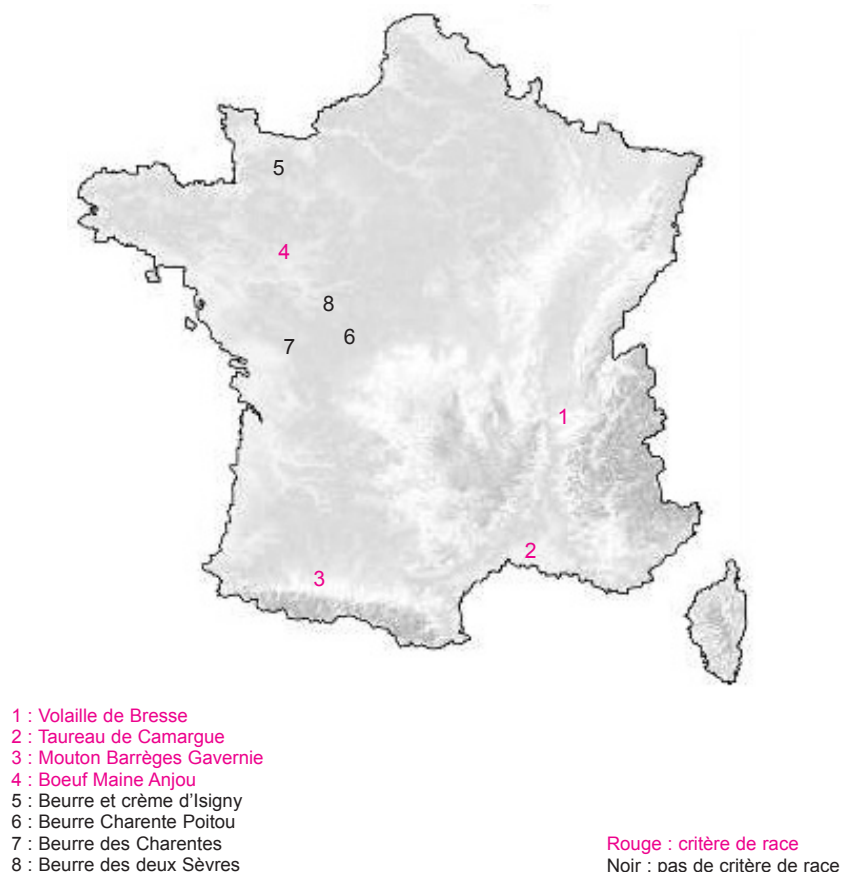 5
4
8
6
7
1
2
3
1 : Volaille de Bresse
2 : Taureau de Camargue
3 : Mouton Barrèges Gavernie
4 : Boeuf Maine Anjou
5 : Beurre et crème d'Isigny
6 : Beurre Charente Poitou
7 : Beurre des Charentes
8 : Beurre des deux Sèvres
Rouge : critère de race
Noir : pas de critère de race